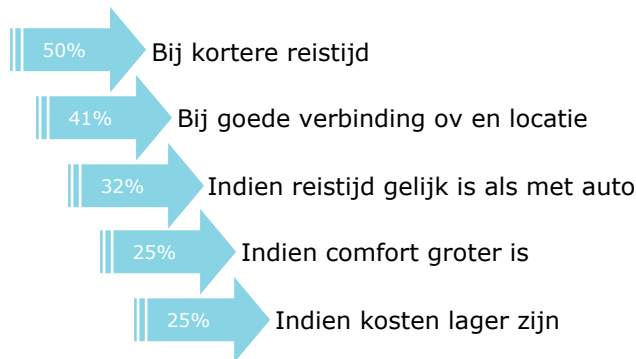 50% Bij kortere reistijd
41% Bij goede verbinding ov en locatie
32% Indien reistijd gelijk is als met auto
25% Indien comfort groter is
25% Indien kosten lager zijn